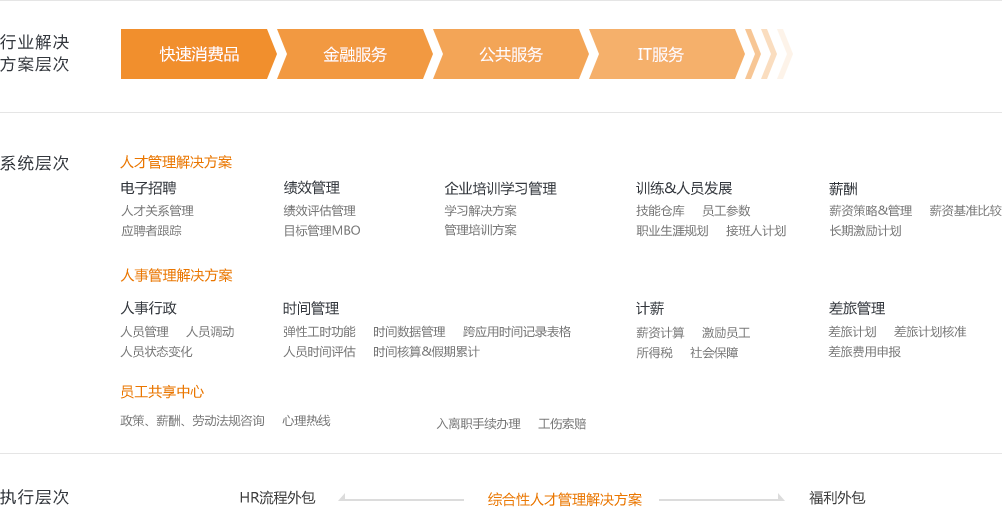 行业解决
方案层次
快速消费品 金融服务 公共服务 IT服务
系统层次
人才管理解决方案
电子招聘 绩效管理 企业培训学习管理 训练&人员发展 薪酬
人才关系管理 绩效评估管理 学习解决方案 技能仓库 员工参数 薪资策略&管理 薪资基准比较
应聘者跟踪 目标管理MBO 管理培训方案 职业生涯规划 接班人计划 长期激励计划
人事管理解决方案
人事行政 时间管理 计薪 差旅管理
人员管理 人员调动 弹性工时功能 时间数据管理 跨应用时间记录表格 薪资计算 激励员工 差旅计划 差旅计划核准
人员状态变化 人员时间评估 时间核算&假期累计 所得税 社会保障 差旅费用申报
员工共享中心
政策、薪酬、劳动法规咨询 心理热线 入离职手续办理 工伤索赔
执行层次 HR流程外包 综合性人才管理解决方案 福利外包